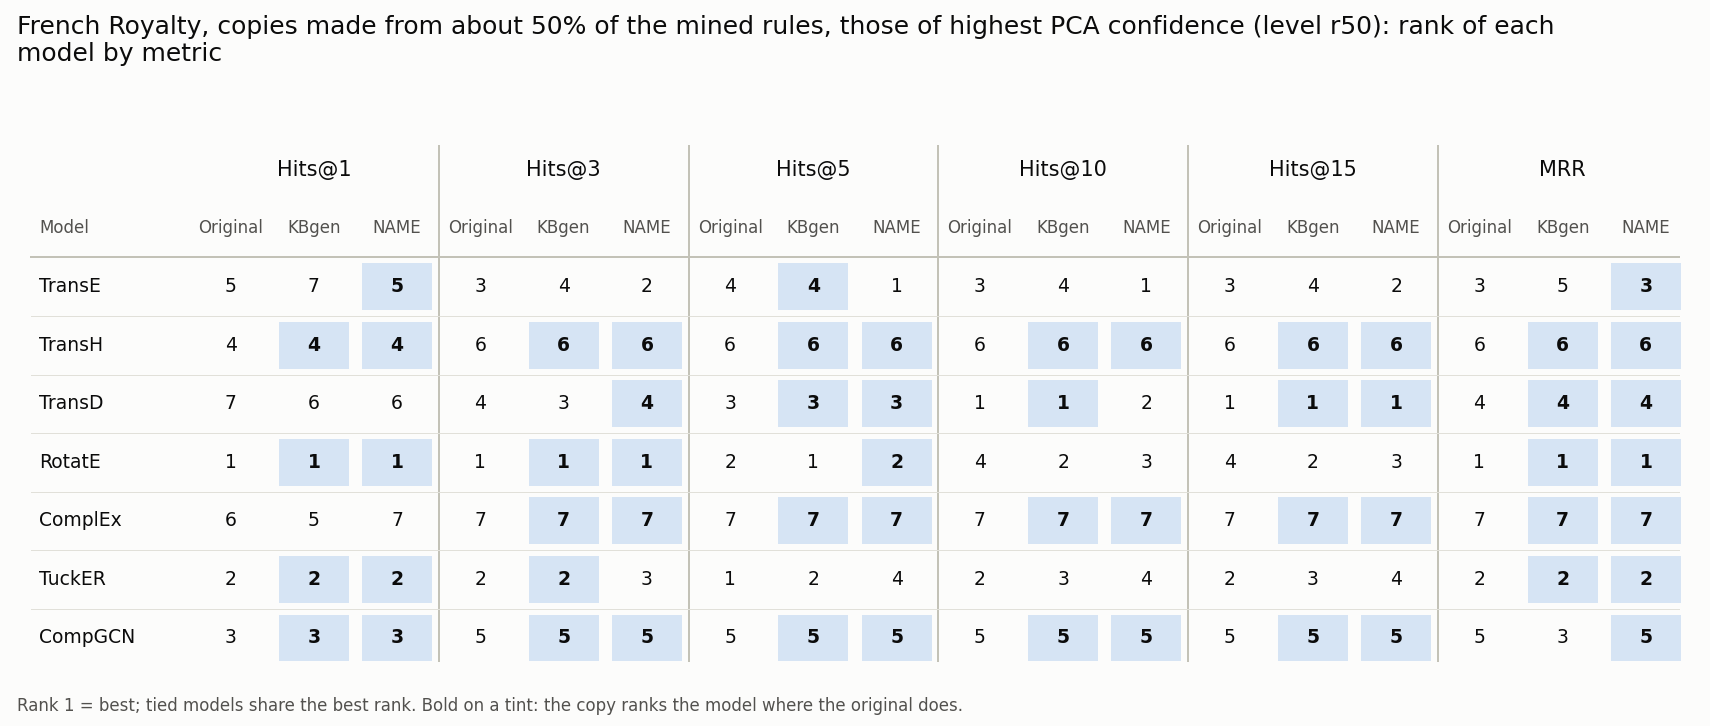 French Royalty, copies made from about 50% of the mined rules, those of highest PCA confidence (level r50): rank of each
model by metric
Hits@1 Hits@3 Hits@5 Hits@10 Hits@15 MRR
Model Original KBgen NAME Original KBgen NAME Original KBgen NAME Original KBgen NAME Original KBgen NAME Original KBgen NAME
TransE 5 7 5 3 4 2 4 4 1 3 4 1 3 4 2 3 5 3
TransH 4 4 4 6 6 6 6 6 6 6 6 6 6 6 6 6 6 6
TransD 7 6 6 4 3 4 3 3 3 1 1 2 1 1 1 4 4 4
RotatE 1 1 1 1 1 1 2 1 2 4 2 3 4 2 3 1 1 1
ComplEx 6 5 7 7 7 7 7 7 7 7 7 7 7 7 7 7 7 7
TuckER 2 2 2 2 2 3 1 2 4 2 3 4 2 3 4 2 2 2
CompGCN 3 3 3 5 5 5 5 5 5 5 5 5 5 5 5 5 3 5
Rank 1 = best; tied models share the best rank. Bold on a tint: the copy ranks the model where the original does.